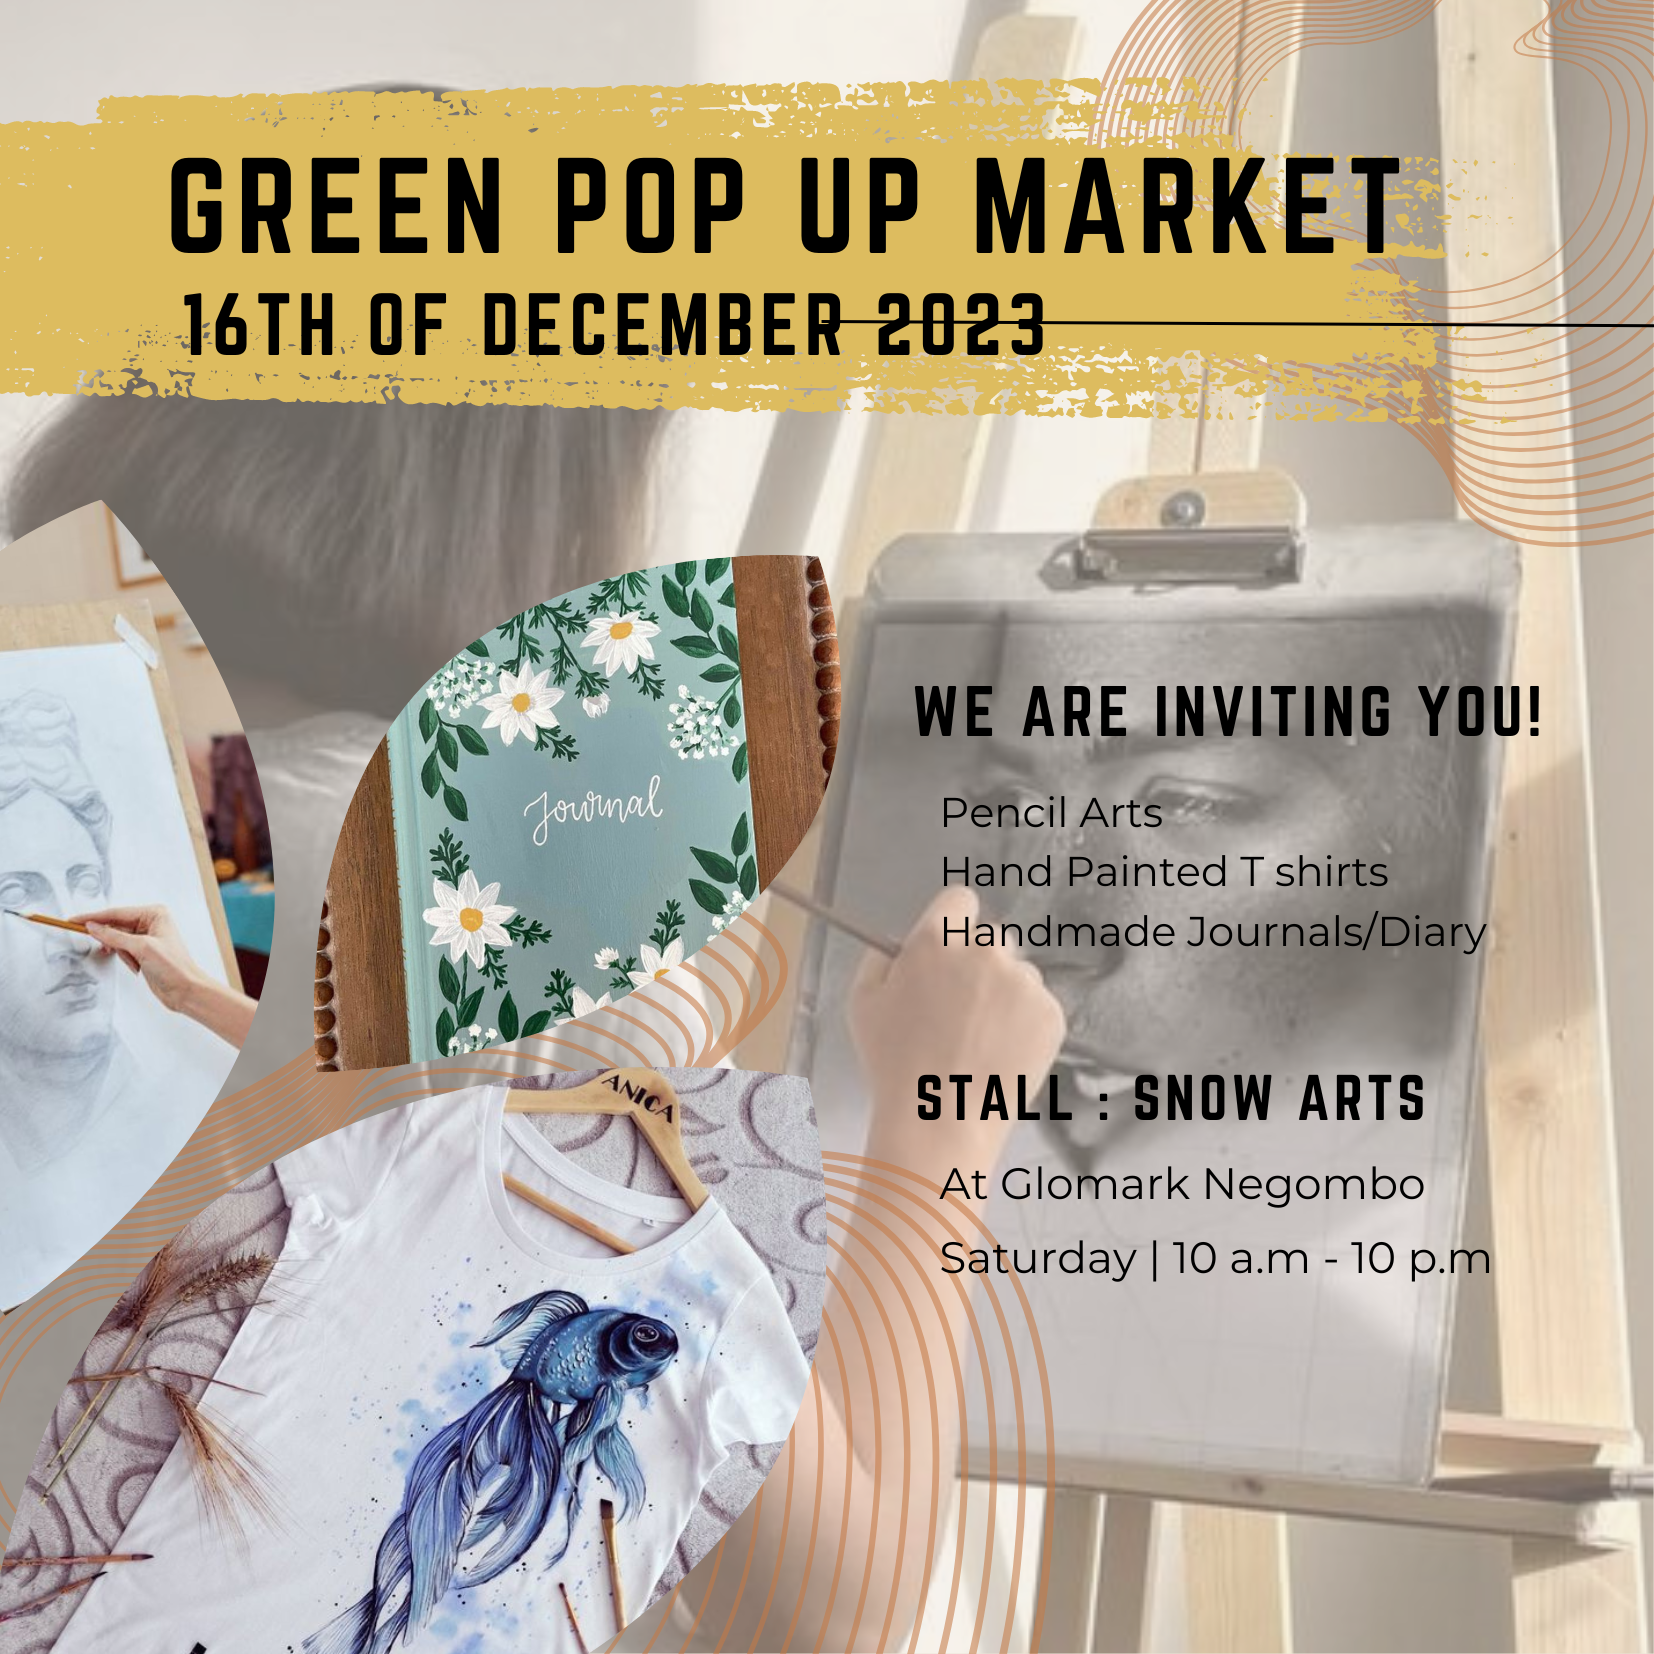 GREEN POP UP MARKET
16TH OF DECEMBER 2023
Journal
WE ARE INVITING YOU!
Pencil Arts
Hand Painted T shirts
Handmade Journals/Diary
ANICA
STALL : SNOW ARTS
At Glomark Negombo
Saturday | 10 a.m - 10 p.m